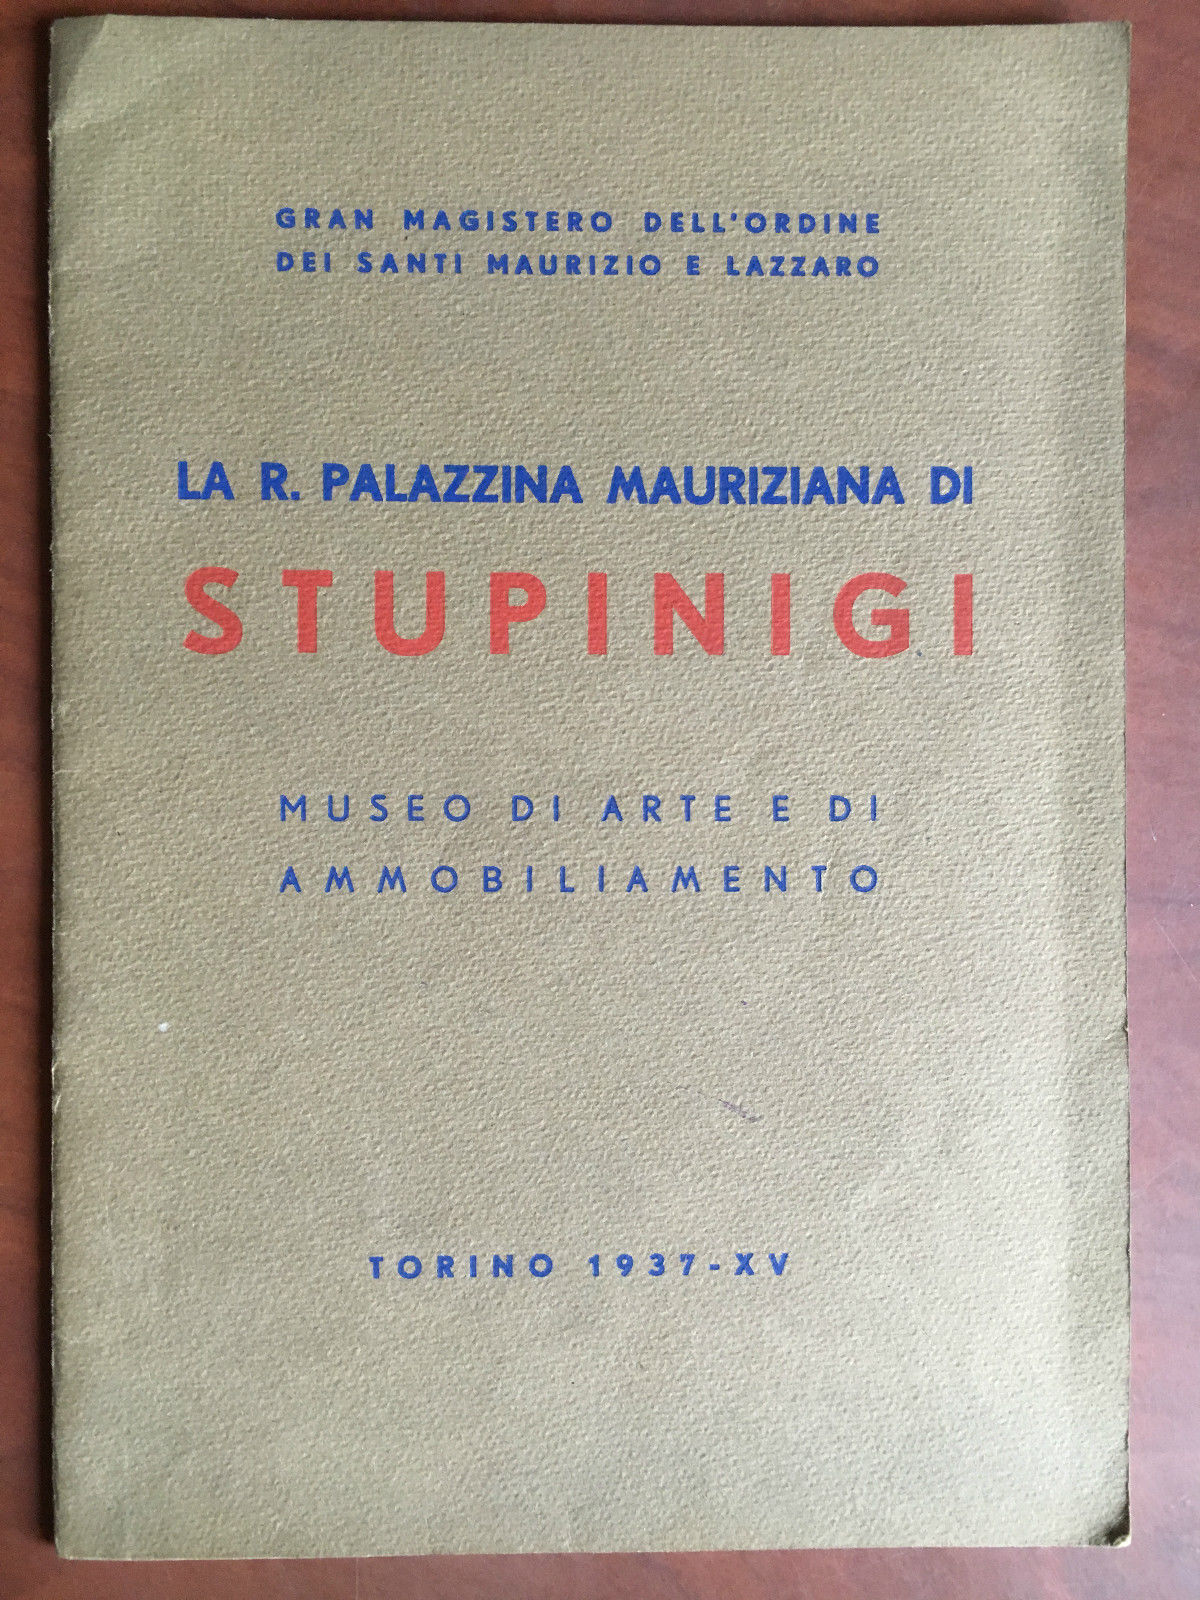 GRAN MAGISTERO DELL'ORDINE
DEI SANTI MAURIZIO E LAZZARO
LA R. PALAZZINA MAURIZIANA DI
STUPINIGI
MUSEO DI ARTE E DI
AMMOBILIAMENTO
TORINO 1937-XV